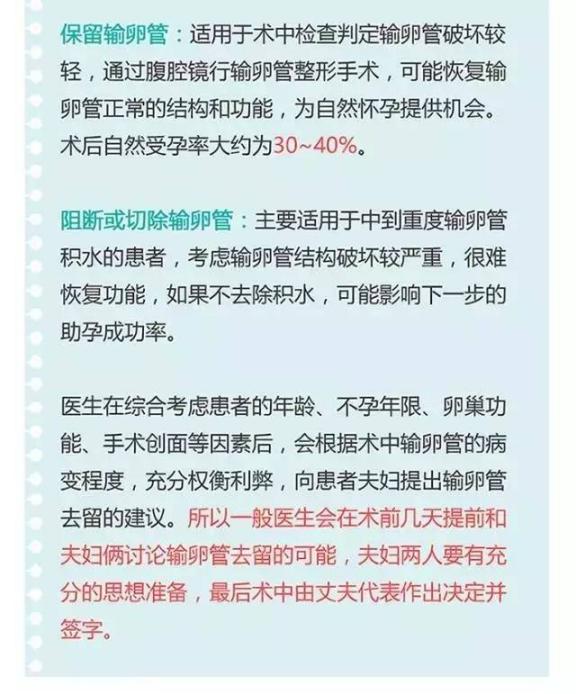 保留输卵管：适用于术中检查判定输卵管破坏较
轻，通过腹腔镜行输卵管整形手术，可能恢复输
卵管正常的结构和功能，为自然怀孕提供机会。
术后自然受孕率大约为30~40%。
阻断或切除输卵管：主要适用于中到重度输卵管
积水的患者，考虑输卵管结构破坏较严重，很难
恢复功能，如果不去除积水，可能影响下一步的
助孕成功率。
医生在综合考虑患者的年龄、不孕年限、卵巢功
能、手术创面等因素后，会根据术中输卵管的病
变程度，充分权衡利弊，向患者夫妇提出输卵管
去留的建议。所以一般医生会在术前几天提前和
夫妇俩讨论输卵管去留的可能，夫妇两人要有充
分的思想准备，最后术中由丈夫代表作出决定并
签字。